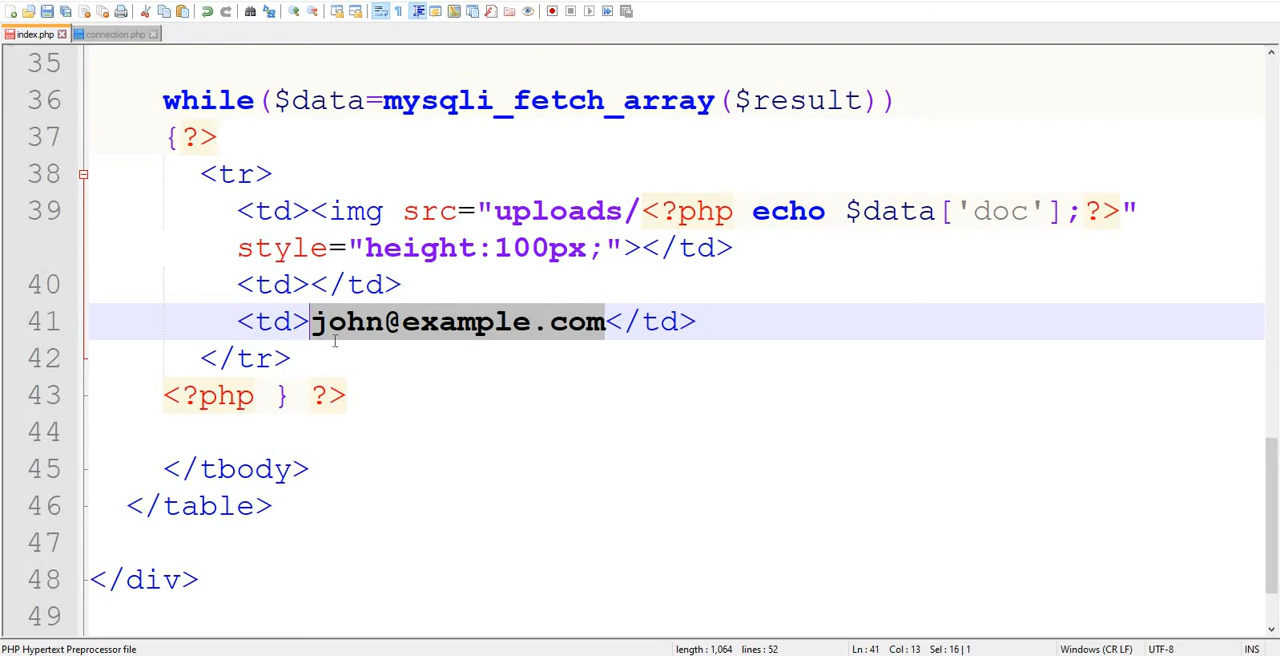 index.php connection.php
35
36 while($data=mysqli_fetch_array($result))
37 {?>
38 <tr>
39 <td><img src="uploads/<?php echo $data['doc'];?>"
style="height:100px;"></td>
40 <td></td>
41 <td>john@example.com</td>
42 </tr>
43 <?php } ?>
44
45 </tbody>
46 </table>
47
48 </div>
49
PHP Hypertext Preprocessor file length : 1,064 lines : 52 Ln : 41 Col : 13 Sel : 16 | 1 Windows (CR LF) UTF-8 INS